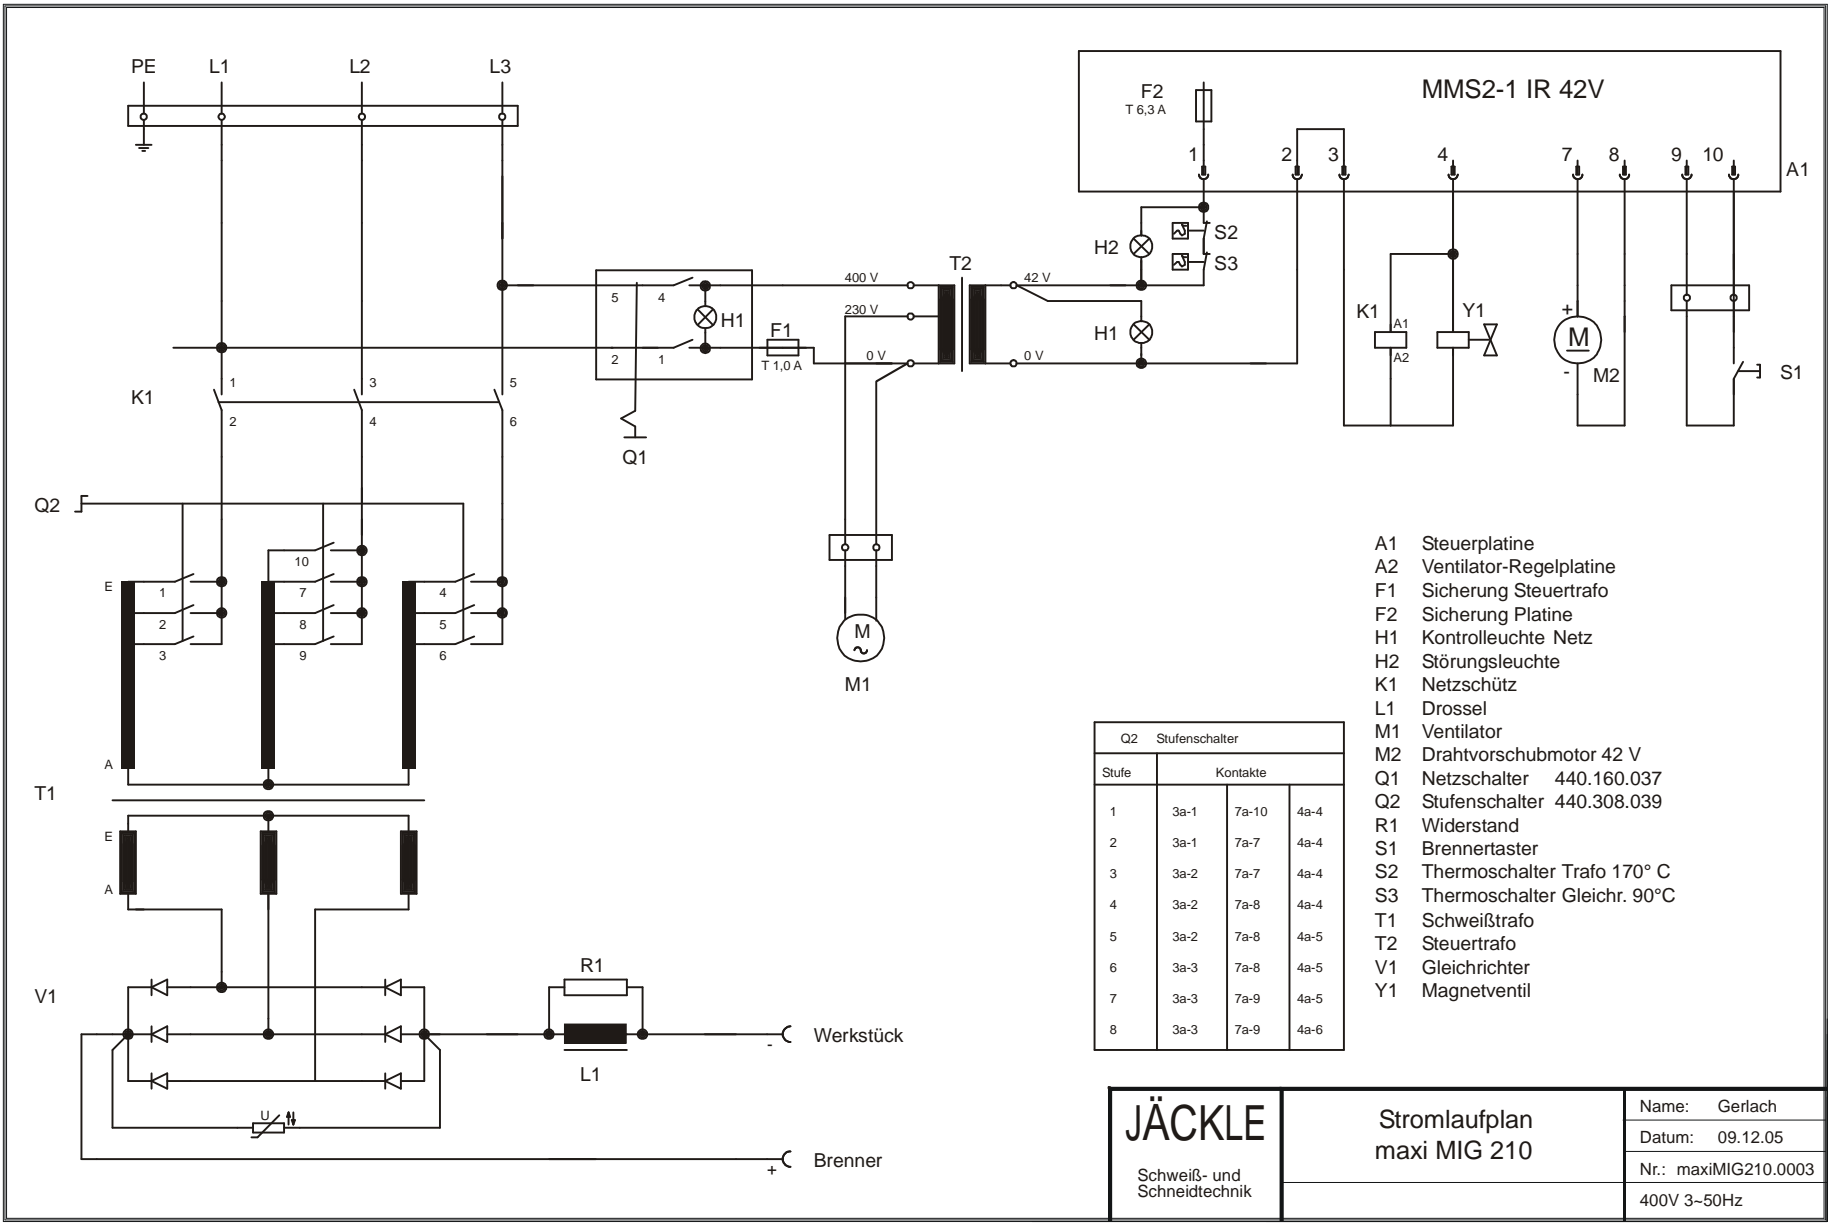 PE L1 L2 L3
MMS2-1 IR 42V
F2
T 6,3 A
1 2 3 4 7 8 9 10
A1
S2
H2
S3
T2
400 V
42 V
5 4
230 V
H1
K1
A1
Y1
+
M
F1
H1
2 1
T 1,0 A
0 V
0 V
A2
-
M2
S1
1 3 5
K1
2 4 6
Q1
Q2
10
E
1 7 4
2 8 5
3 9 6
M
~
M1
A
T1
E
A
V1
R1
L1
-
Werkstück
U
+
Brenner
A1 Steuerplatine
A2 Ventilator-Regelplatine
F1 Sicherung Steuertrafo
F2 Sicherung Platine
H1 Kontrolleuchte Netz
H2 Störungsleuchte
K1 Netzschütz
L1 Drossel
M1 Ventilator
M2 Drahtvorschubmotor 42 V
Q1 Netzschalter 440.160.037
Q2 Stufenschalter 440.308.039
R1 Widerstand
S1 Brennertaster
S2 Thermoschalter Trafo 170° C
S3 Thermoschalter Gleichr. 90°C
T1 Schweißtrafo
T2 Steuertrafo
V1 Gleichrichter
Y1 Magnetventil
Q2 Stufenschalter
Stufe Kontakte
1 3a-1 7a-10 4a-4
2 3a-1 7a-7 4a-4
3 3a-2 7a-7 4a-4
4 3a-2 7a-8 4a-4
5 3a-2 7a-8 4a-5
6 3a-3 7a-8 4a-5
7 3a-3 7a-9 4a-5
8 3a-3 7a-9 4a-6
JÄCKLE
Schweiß- und
Schneidtechnik
Stromlaufplan
maxi MIG 210
Name: Gerlach
Datum: 09.12.05
Nr.: maxiMIG210.0003
400V 3~50Hz